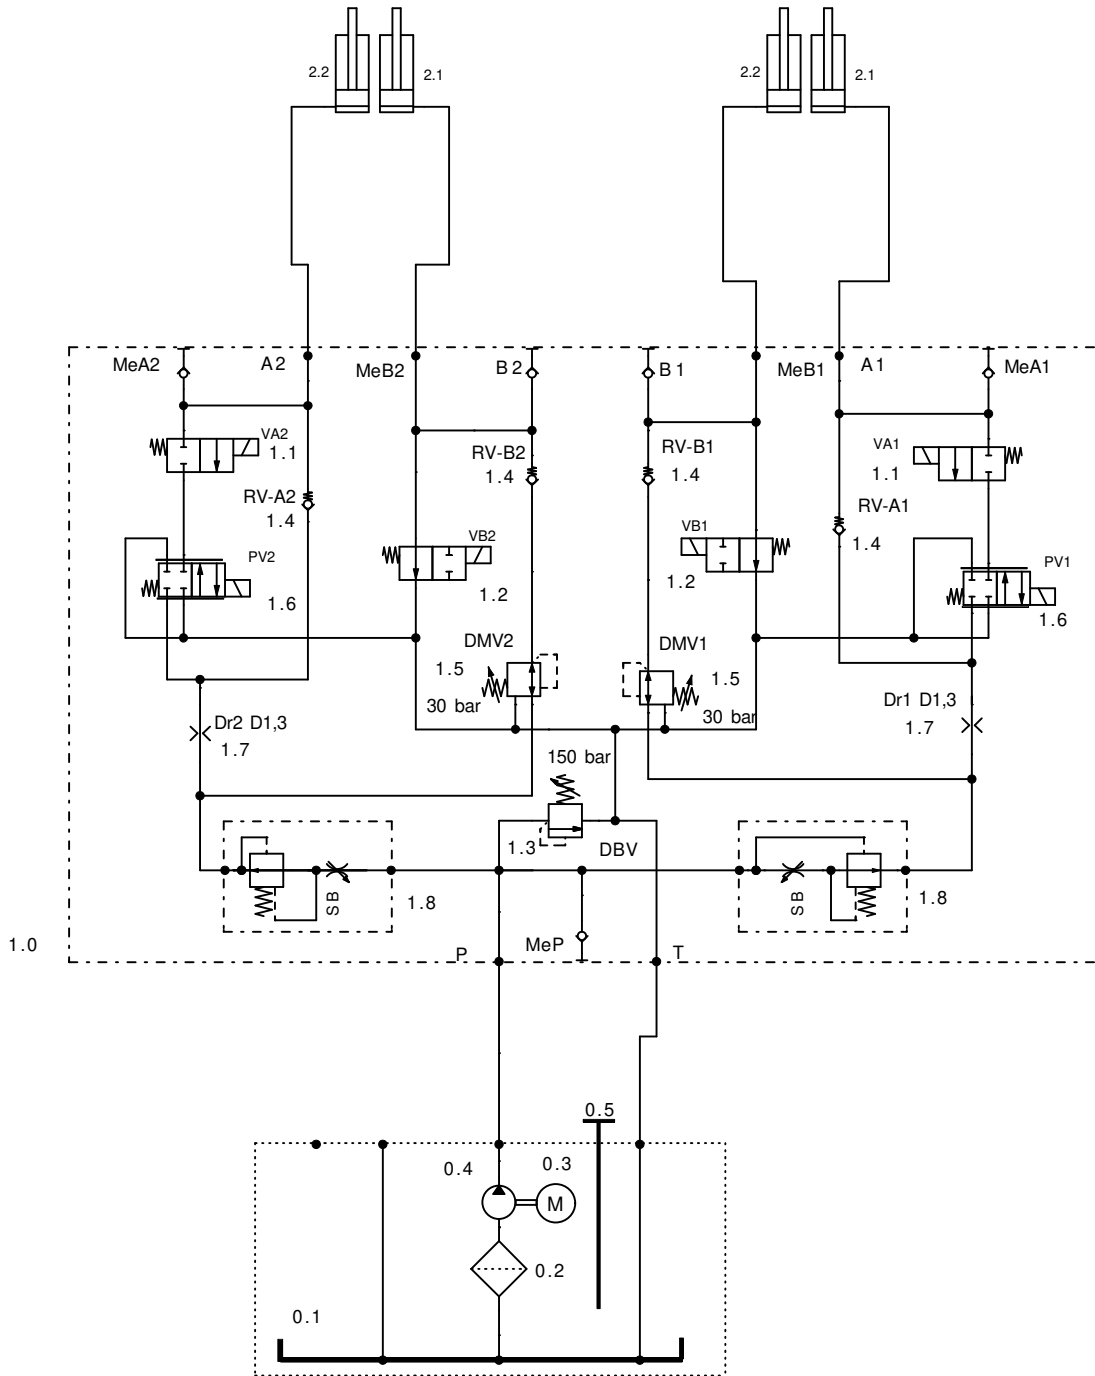 2.2
2.1
2.2
2.1
MeA2
A2
MeB2
B2
B1
MeB1
A1
MeA1
VA2
1.1
RV-B2
1.4
RV-B1
1.4
VA1
1.1
RV-A2
1.4
RV-A1
1.4
VB2
1.2
VB1
1.2
PV2
1.6
PV1
1.6
DMV2
1.5
30 bar
DMV1
1.5
30 bar
Dr2 D1,3
1.7
Dr1 D1,3
1.7
150 bar
1.3
DBV
SB
1.8
SB
1.8
1.0
P
MeP
T
0.5
0.4
0.3
M
0.2
0.1